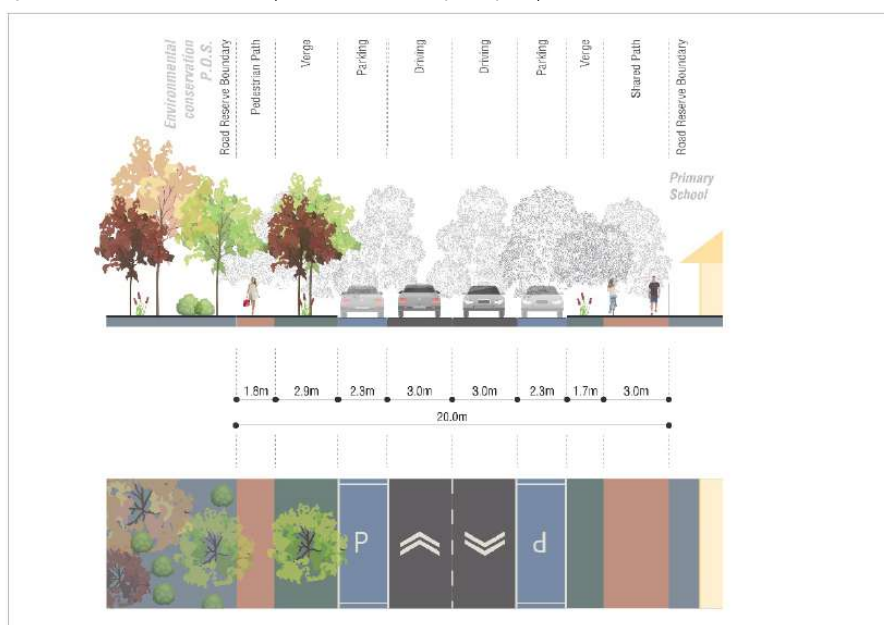 Environmental
conservation
P.O.S.
Road Reserve Boundary
Pedestrian Path
Verge
Parking
Driving
Driving
Parking
Verge
Shared Path
Road Reserve Boundary
Primary
School
1.8m
2.9m
2.3m
3.0m
3.0m
2.3m
1.7m
3.0m
20.0m
P
P